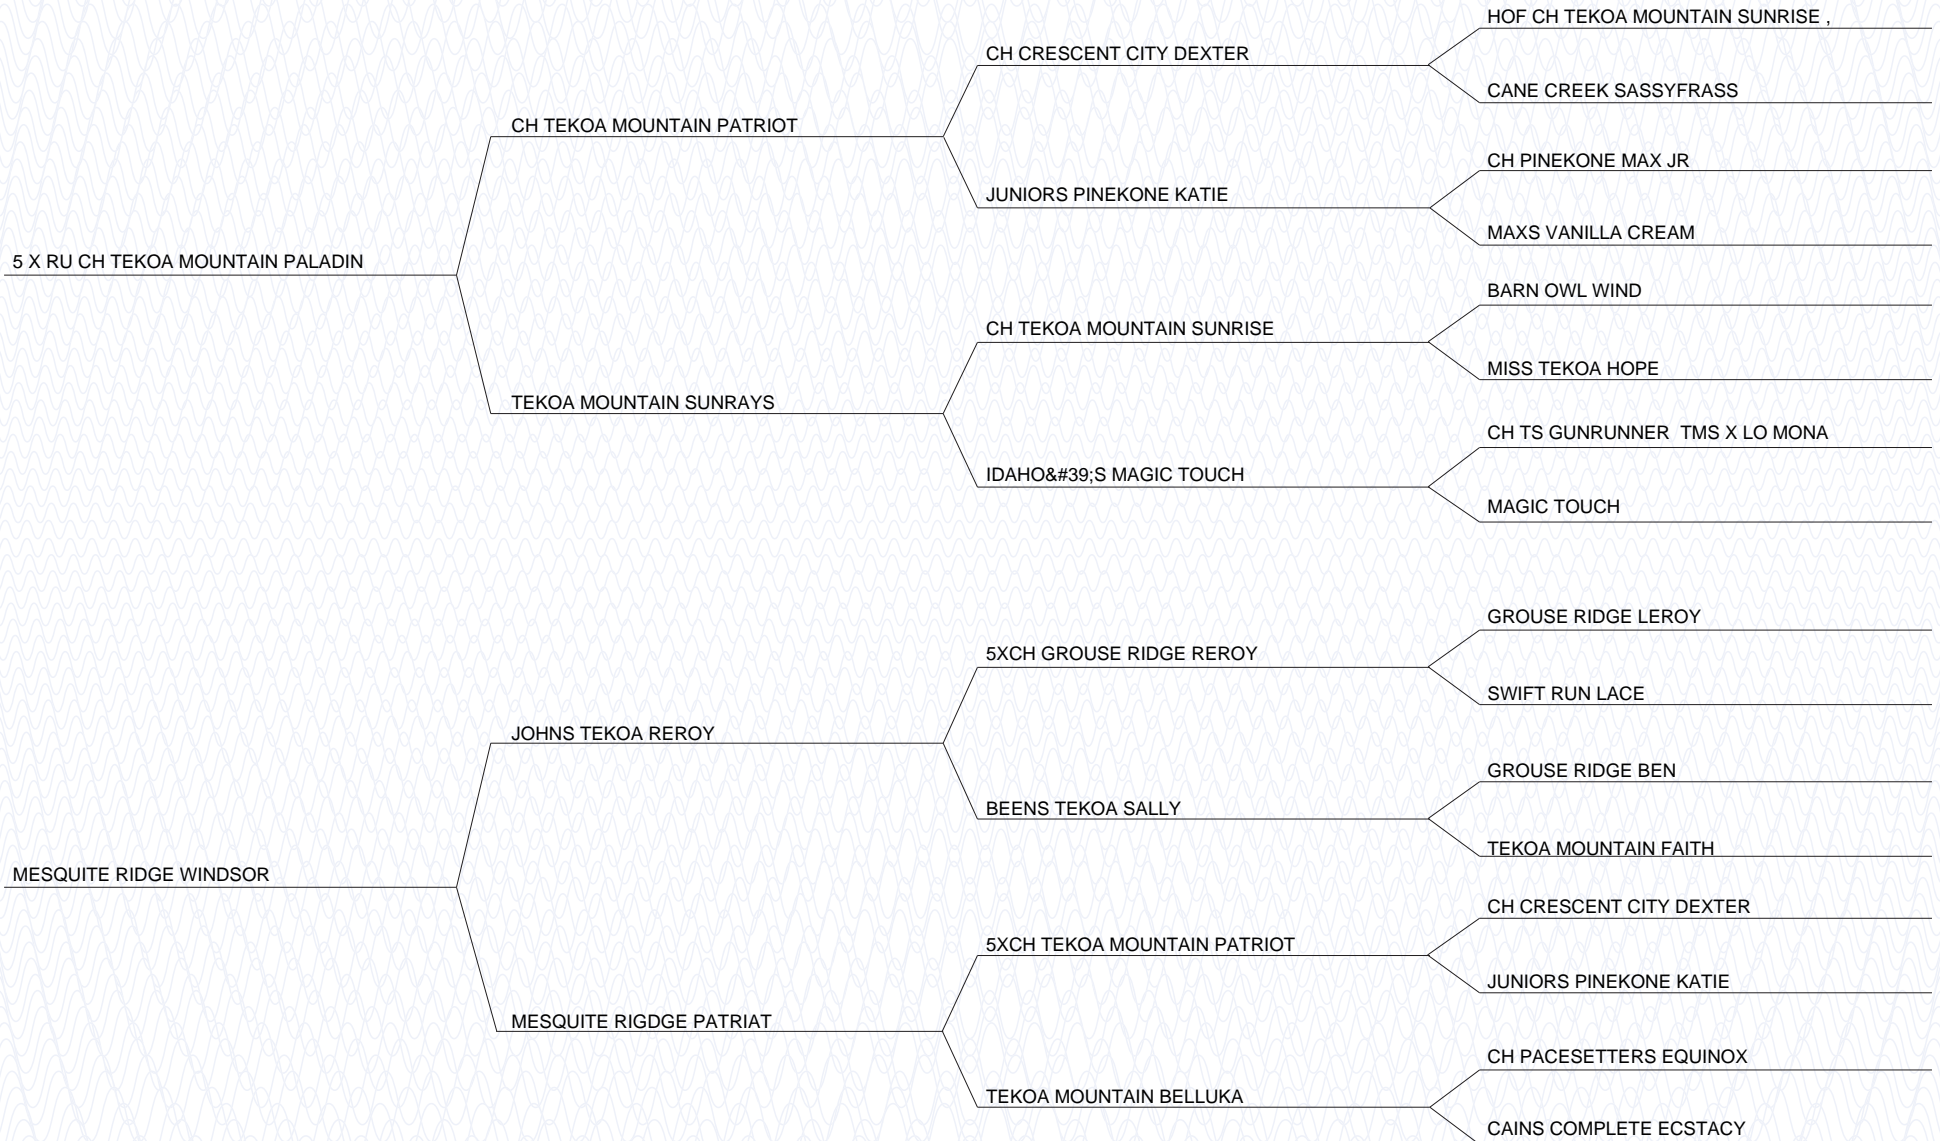 HOF CH TEKOA MOUNTAIN SUNRISE ,
CH CRESCENT CITY DEXTER
CANE CREEK SASSYFRASS
CH TEKOA MOUNTAIN PATRIOT
CH PINEKONE MAX JR
JUNIORS PINEKONE KATIE
MAXS VANILLA CREAM
5 X RU CH TEKOA MOUNTAIN PALADIN
BARN OWL WIND
CH TEKOA MOUNTAIN SUNRISE
MISS TEKOA HOPE
TEKOA MOUNTAIN SUNRAYS
CH TS GUNRUNNER  TMS X LO MONA
IDAHO&#39;S MAGIC TOUCH
MAGIC TOUCH
GROUSE RIDGE LEROY
5XCH GROUSE RIDGE REROY
SWIFT RUN LACE
JOHNS TEKOA REROY
GROUSE RIDGE BEN
BEENS TEKOA SALLY
TEKOA MOUNTAIN FAITH
MESQUITE RIDGE WINDSOR
CH CRESCENT CITY DEXTER
5XCH TEKOA MOUNTAIN PATRIOT
JUNIORS PINEKONE KATIE
MESQUITE RIGDGE PATRIAT
CH PACESETTERS EQUINOX
TEKOA MOUNTAIN BELLUKA
CAINS COMPLETE ECSTACY